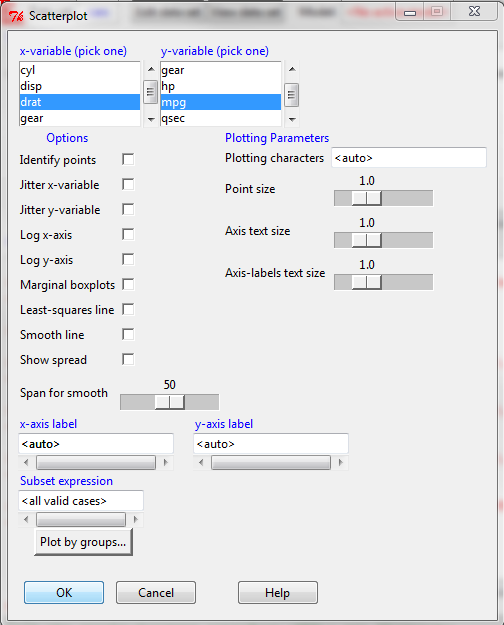 Scatterplot
x-variable (pick one)
y-variable (pick one)
cyl
disp
drat
gear
gear
hp
mpg
qsec
Options
Identify points
Jitter x-variable
Jitter y-variable
Log x-axis
Log y-axis
Marginal boxplots
Least-squares line
Smooth line
Show spread
Span for smooth
50
Plotting Parameters
Plotting characters
<auto>
Point size
1.0
Axis text size
1.0
Axis-labels text size
1.0
x-axis label
<auto>
y-axis label
<auto>
Subset expression
<all valid cases>
Plot by groups...
OK
Cancel
Help